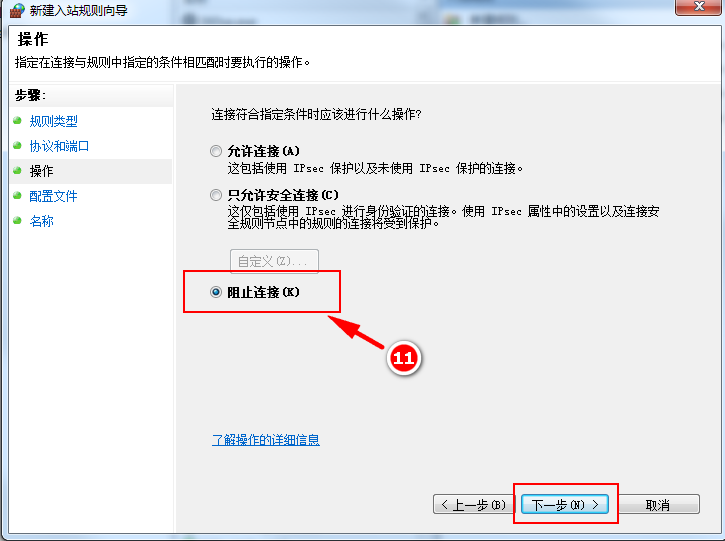 新建入站规则向导
操作
指定在连接与规则中指定的条件相匹配时要执行的操作。
步骤:
规则类型
协议和端口
操作
配置文件
名称
连接符合指定条件时应该进行什么操作?
允许连接(A)
这包括使用 IPsec 保护以及未使用 IPsec 保护的连接。
只允许安全连接(C)
这仅包括使用 IPsec 进行身份验证的连接。使用 IPsec 属性中的设置以及连接安
全规则节点中的规则的连接将受到保护。
自定义(Z)...
阻止连接(K)
11
了解操作的详细信息
< 上一步(B)
下一步(N) >
取消